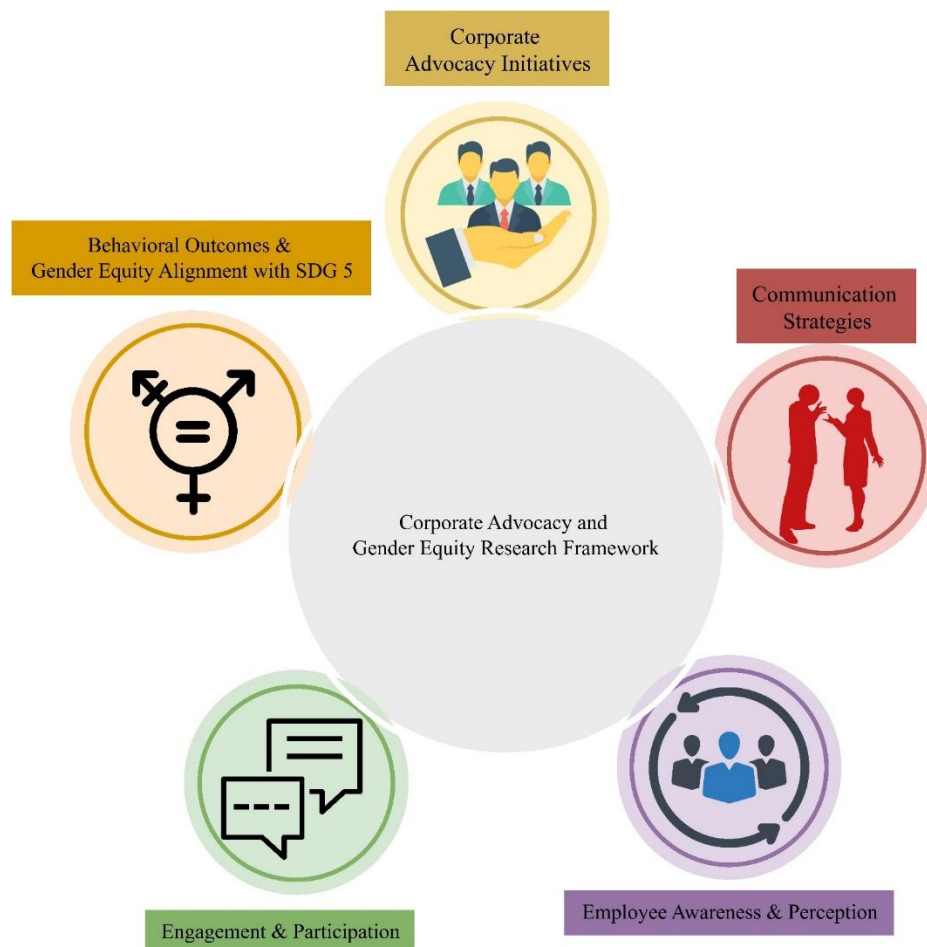 Corporate
Advocacy Initiatives
Behavioral Outcomes &
Gender Equity Alignment with SDG 5
Communication
Strategies
Corporate Advocacy and
Gender Equity Research Framework
Employee Awareness & Perception
Engagement & Participation